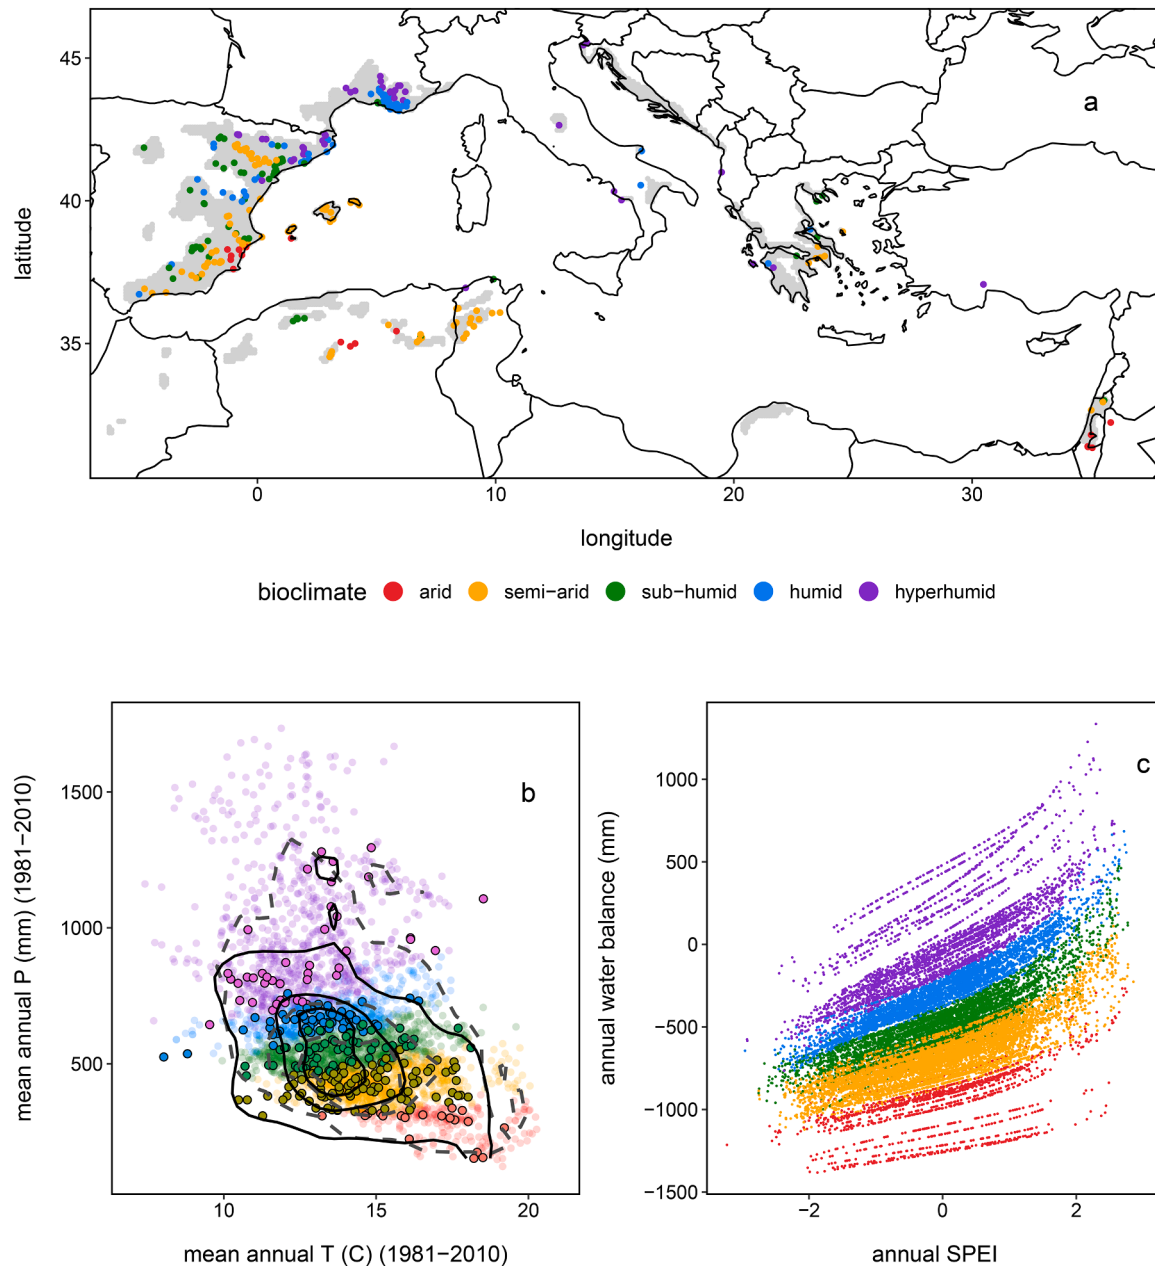 a
45
40
35
latitude
0
10
20
30
longitude
bioclimate arid semi−arid sub−humid humid hyperhumid
b
1500
1000
500
mean annual P (mm) (1981−2010)
10
15
20
mean annual T (C) (1981−2010)
c
1000
500
0
−500
−1000
−1500
annual water balance (mm)
−2
0
2
annual SPEI